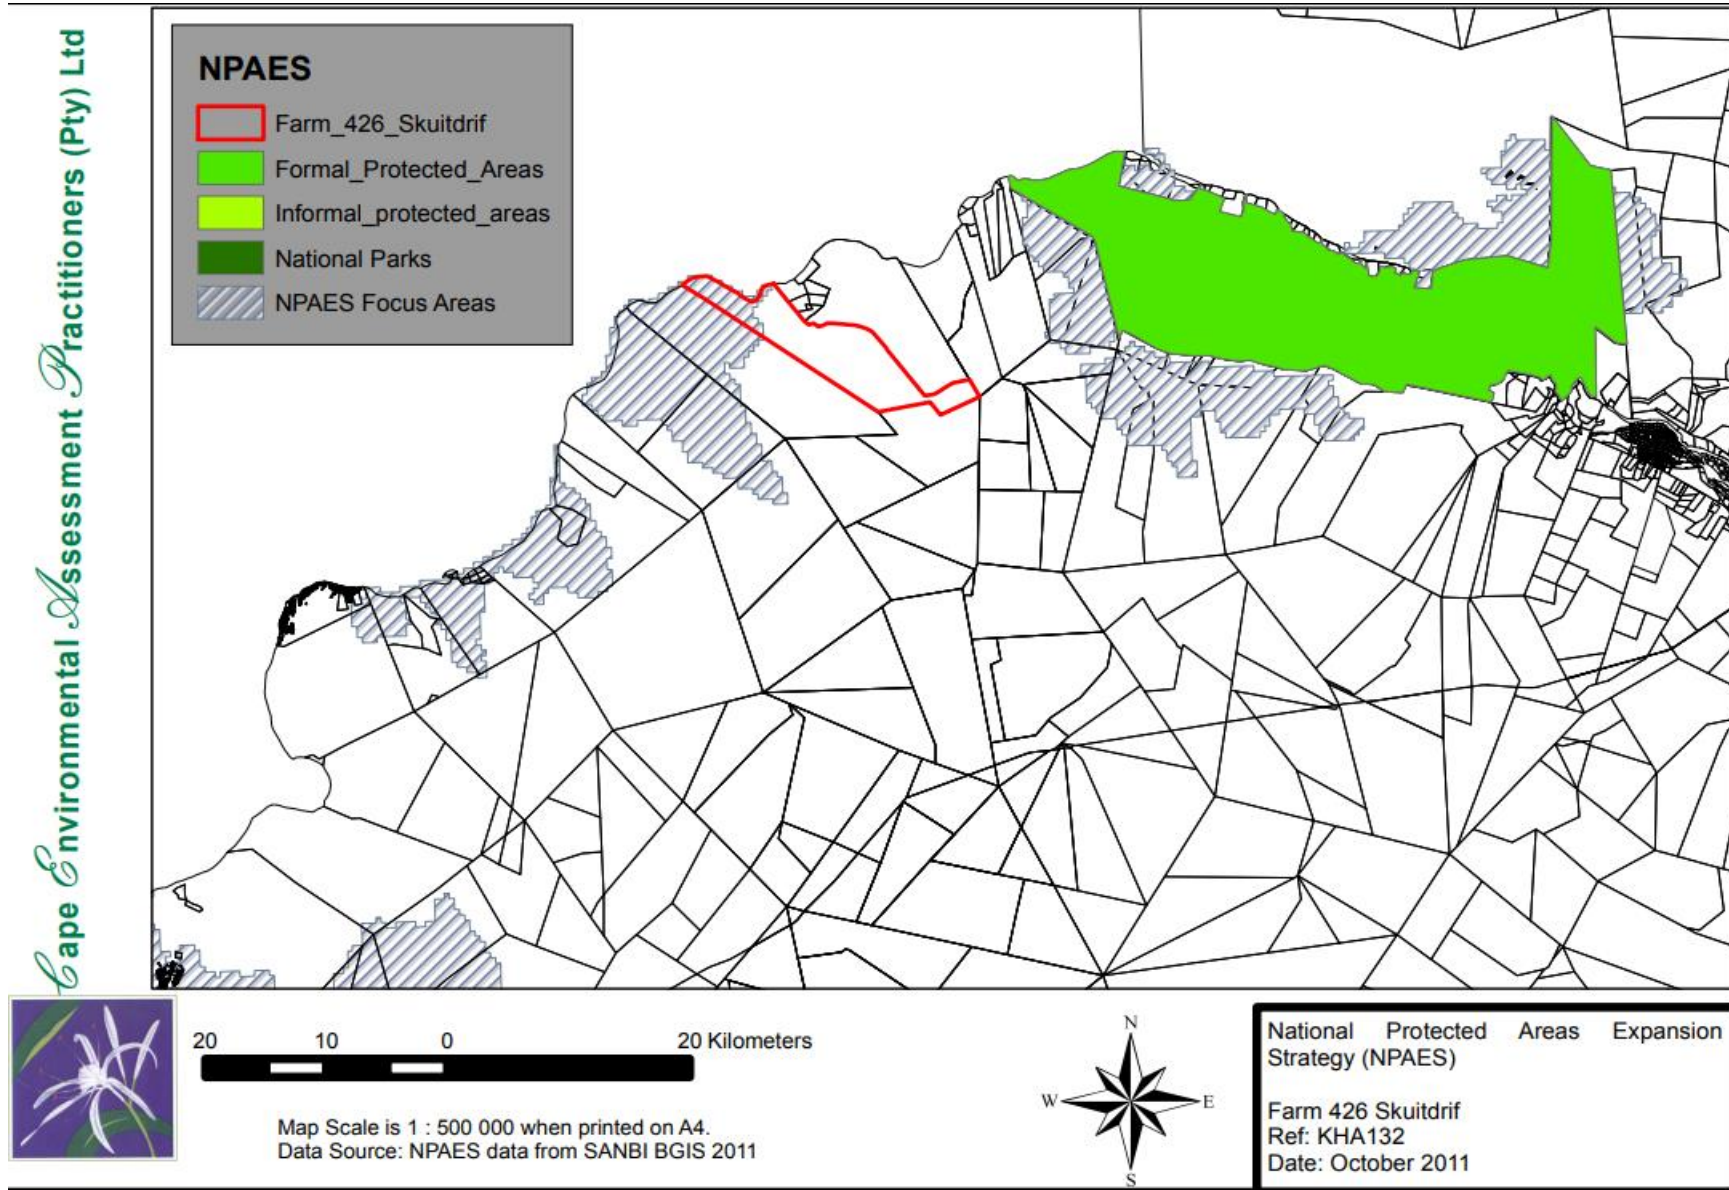 Cape Environmental Assessment Practitioners (Pty) Ltd
NPAES
Farm_426_Skuitdrif
Formal_Protected_Areas
Informal_protected_areas
National Parks
NPAES Focus Areas
20 10 0 20 Kilometers
Map Scale is 1 : 500 000 when printed on A4.
Data Source: NPAES data from SANBI BGIS 2011
N
W E
S
National Protected Areas Expansion
Strategy (NPAES)
Farm 426 Skuitdrif
Ref: KHA132
Date: October 2011